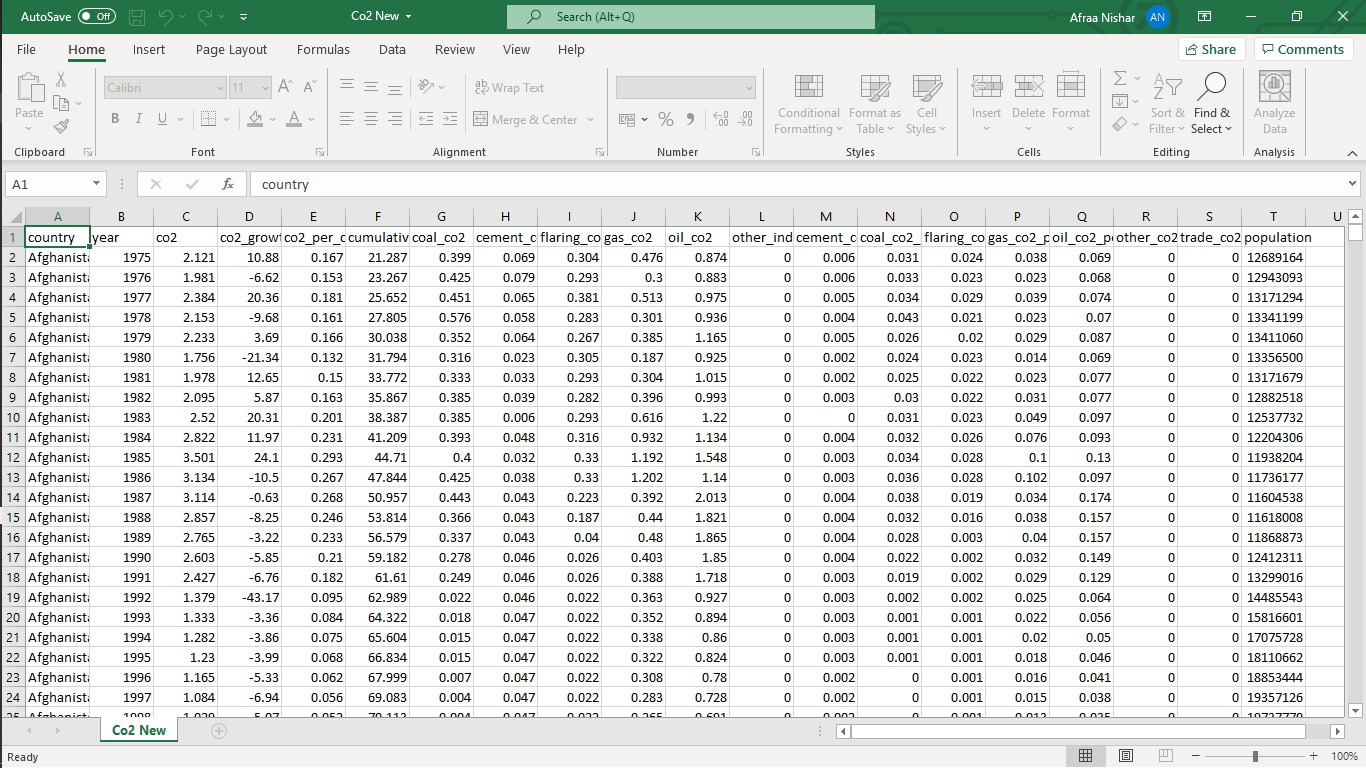 AutoSave Off Co2 New Search (Alt+Q) Afraa Nishar AN
File Home Insert Page Layout Formulas Data Review View Help Share Comments
Calibri 11 Wrap Text
Paste B I U Merge & Center % Conditional Formatting Format as Table Cell Styles Insert Delete Format Sort & Filter Find & Select Analyze Data
Clipboard Font Alignment Number Styles Cells Editing Analysis
A1 fx country
A B C D E F G H I J K L M N O P Q R S T U
1 country year co2 co2_growt co2_per_c cumulativ coal_co2 cement_c flaring_co gas_co2 oil_co2 other_ind cement_c coal_co2_ flaring_co gas_co2_p oil_co2_pe other_co2 trade_co2 population
2 Afghanista 1975 2.121 10.88 0.167 21.287 0.399 0.069 0.304 0.476 0.874 0 0.006 0.031 0.024 0.038 0.069 0 0 12689164
3 Afghanista 1976 1.981 -6.62 0.153 23.267 0.425 0.079 0.293 0.3 0.883 0 0.006 0.033 0.023 0.023 0.068 0 0 12943093
4 Afghanista 1977 2.384 20.36 0.181 25.652 0.451 0.065 0.381 0.513 0.975 0 0.005 0.034 0.029 0.039 0.074 0 0 13171294
5 Afghanista 1978 2.153 -9.68 0.161 27.805 0.576 0.058 0.283 0.301 0.936 0 0.004 0.043 0.021 0.023 0.07 0 0 13341199
6 Afghanista 1979 2.233 3.69 0.166 30.038 0.352 0.064 0.267 0.385 1.165 0 0.005 0.026 0.02 0.029 0.087 0 0 13411060
7 Afghanista 1980 1.756 -21.34 0.132 31.794 0.316 0.023 0.305 0.187 0.925 0 0.002 0.024 0.023 0.014 0.069 0 0 13356500
8 Afghanista 1981 1.978 12.65 0.15 33.772 0.333 0.033 0.293 0.304 1.015 0 0.002 0.025 0.022 0.023 0.077 0 0 13171679
9 Afghanista 1982 2.095 5.87 0.163 35.867 0.385 0.039 0.282 0.396 0.993 0 0.003 0.03 0.022 0.031 0.077 0 0 12882518
10 Afghanista 1983 2.52 20.31 0.201 38.387 0.385 0.006 0.293 0.616 1.22 0 0 0.031 0.023 0.049 0.097 0 0 12537732
11 Afghanista 1984 2.822 11.97 0.231 41.209 0.393 0.048 0.316 0.932 1.134 0 0.004 0.032 0.026 0.076 0.093 0 0 12204306
12 Afghanista 1985 3.501 24.1 0.293 44.71 0.4 0.032 0.33 1.192 1.548 0 0.003 0.034 0.028 0.1 0.13 0 0 11938204
13 Afghanista 1986 3.134 -10.5 0.267 47.844 0.425 0.038 0.33 1.202 1.14 0 0.003 0.036 0.028 0.102 0.097 0 0 11736177
14 Afghanista 1987 3.114 -0.63 0.268 50.957 0.443 0.043 0.223 0.392 2.013 0 0.004 0.038 0.019 0.034 0.174 0 0 11604538
15 Afghanista 1988 2.857 -8.25 0.246 53.814 0.366 0.043 0.187 0.44 1.821 0 0.004 0.032 0.016 0.038 0.157 0 0 11618008
16 Afghanista 1989 2.765 -3.22 0.233 56.579 0.337 0.043 0.04 0.48 1.865 0 0.004 0.028 0.003 0.04 0.157 0 0 11868873
17 Afghanista 1990 2.603 -5.85 0.21 59.182 0.278 0.046 0.026 0.403 1.85 0 0.004 0.022 0.002 0.032 0.149 0 0 12412311
18 Afghanista 1991 2.427 -6.76 0.182 61.61 0.249 0.046 0.026 0.388 1.718 0 0.003 0.019 0.002 0.029 0.129 0 0 13299016
19 Afghanista 1992 1.379 -43.17 0.095 62.989 0.022 0.046 0.022 0.363 0.927 0 0.003 0.002 0.002 0.025 0.064 0 0 14485543
20 Afghanista 1993 1.333 -3.36 0.084 64.322 0.018 0.047 0.022 0.352 0.894 0 0.003 0.001 0.001 0.022 0.056 0 0 15816601
21 Afghanista 1994 1.282 -3.86 0.075 65.604 0.015 0.047 0.022 0.338 0.86 0 0.003 0.001 0.001 0.02 0.05 0 0 17075728
22 Afghanista 1995 1.23 -3.99 0.068 66.834 0.015 0.047 0.022 0.322 0.824 0 0.003 0.001 0.001 0.018 0.046 0 0 18110662
23 Afghanista 1996 1.165 -5.33 0.062 67.999 0.007 0.047 0.022 0.308 0.78 0 0.002 0 0.001 0.016 0.041 0 0 18853444
24 Afghanista 1997 1.084 -6.94 0.056 69.083 0.004 0.047 0.022 0.283 0.728 0 0.002 0 0.001 0.015 0.038 0 0 19357126
Co2 New
Ready 100%